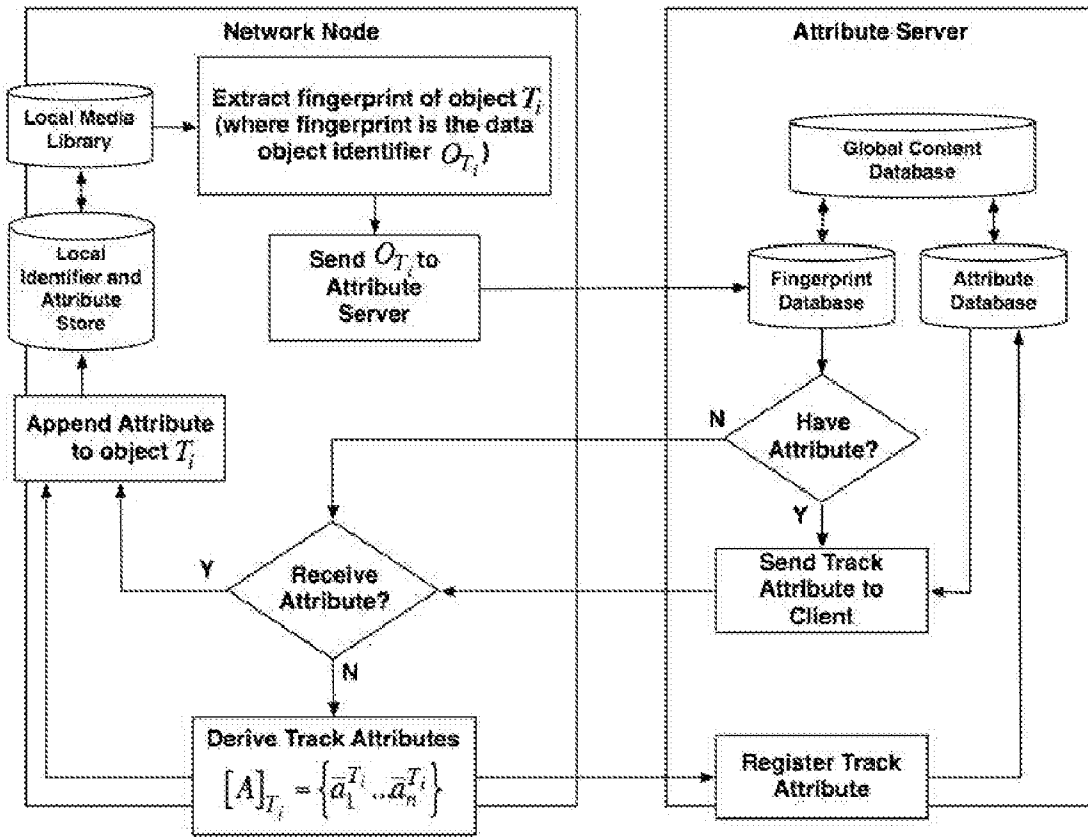 Network Node
Attribute Server
Local Media
Library
Extract fingerprint of object T_i
(where fingerprint is the data
object identifier O_{T_i})
Global Content
Database
Local
Identifier and
Attribute
Store
Send O_{T_i} to
Attribute
Server
Fingerprint
Database
Attribute
Database
Append Attribute
to object T_i
N
Have
Attribute?
Y
Y
Receive
Attribute?
Send Track
Attribute to
Client
N
Derive Track Attributes
[A]_{T_i} = {a̅_1^{T_i} .. a̅_n^{T_i}}
Register Track
Attribute